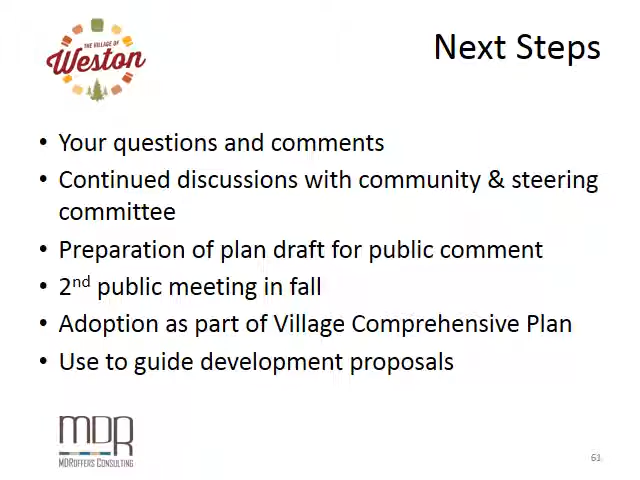 THE VILLAGE OF
Weston
Next Steps
• Your questions and comments
• Continued discussions with community & steering
committee
• Preparation of plan draft for public comment
• 2nd public meeting in fall
• Adoption as part of Village Comprehensive Plan
• Use to guide development proposals
MDR
MDROFFERS CONSULTING
61